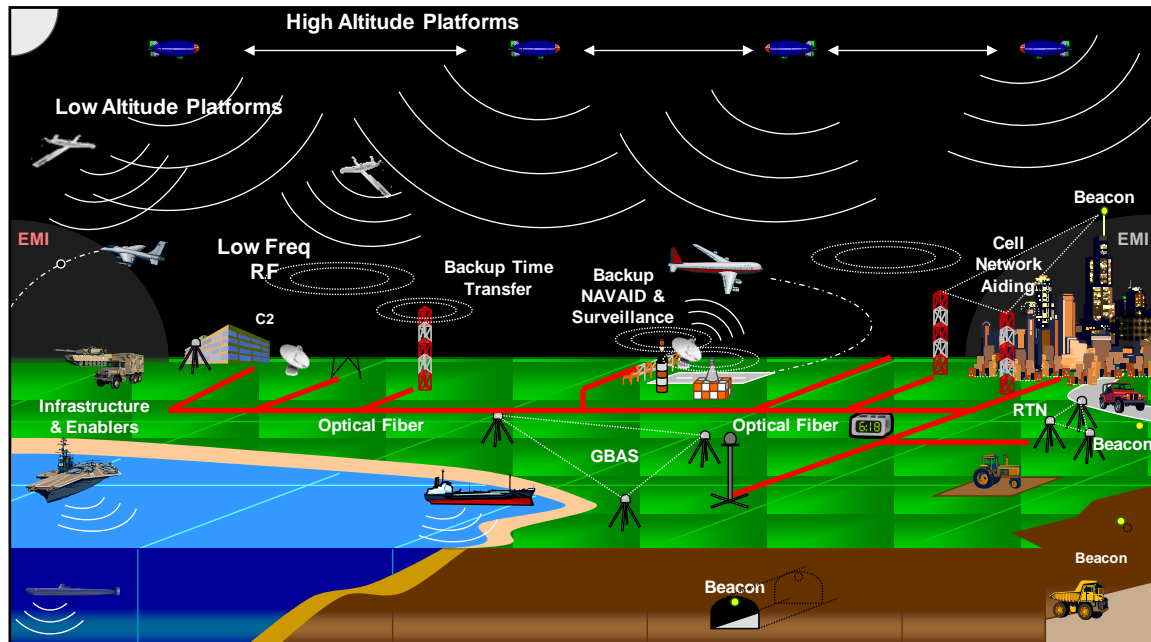 High Altitude Platforms
Low Altitude Platforms
Beacon
EMI
EMI
Low Freq
RF
Backup Time
Transfer
Backup
NAVAID &
Surveillance
Cell
Network
Aiding
C2
Infrastructure
& Enablers
Optical Fiber
Optical Fiber
6:18
RTN
Beacon
GBAS
Beacon
Beacon